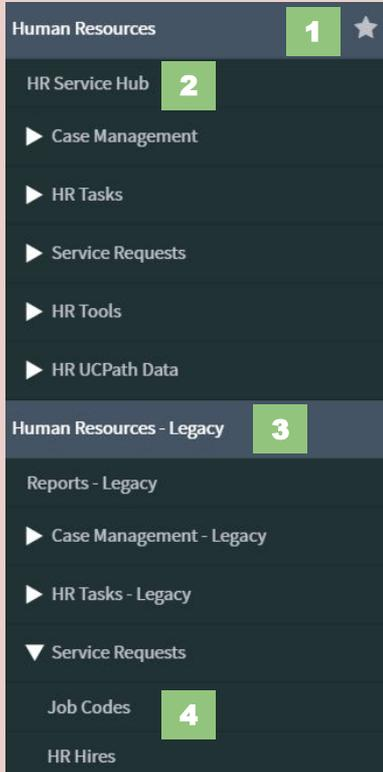 Human Resources 1
HR Service Hub 2
Case Management
HR Tasks
Service Requests
HR Tools
HR UCPath Data
Human Resources - Legacy 3
Reports - Legacy
Case Management - Legacy
HR Tasks - Legacy
Service Requests
Job Codes 4
HR Hires